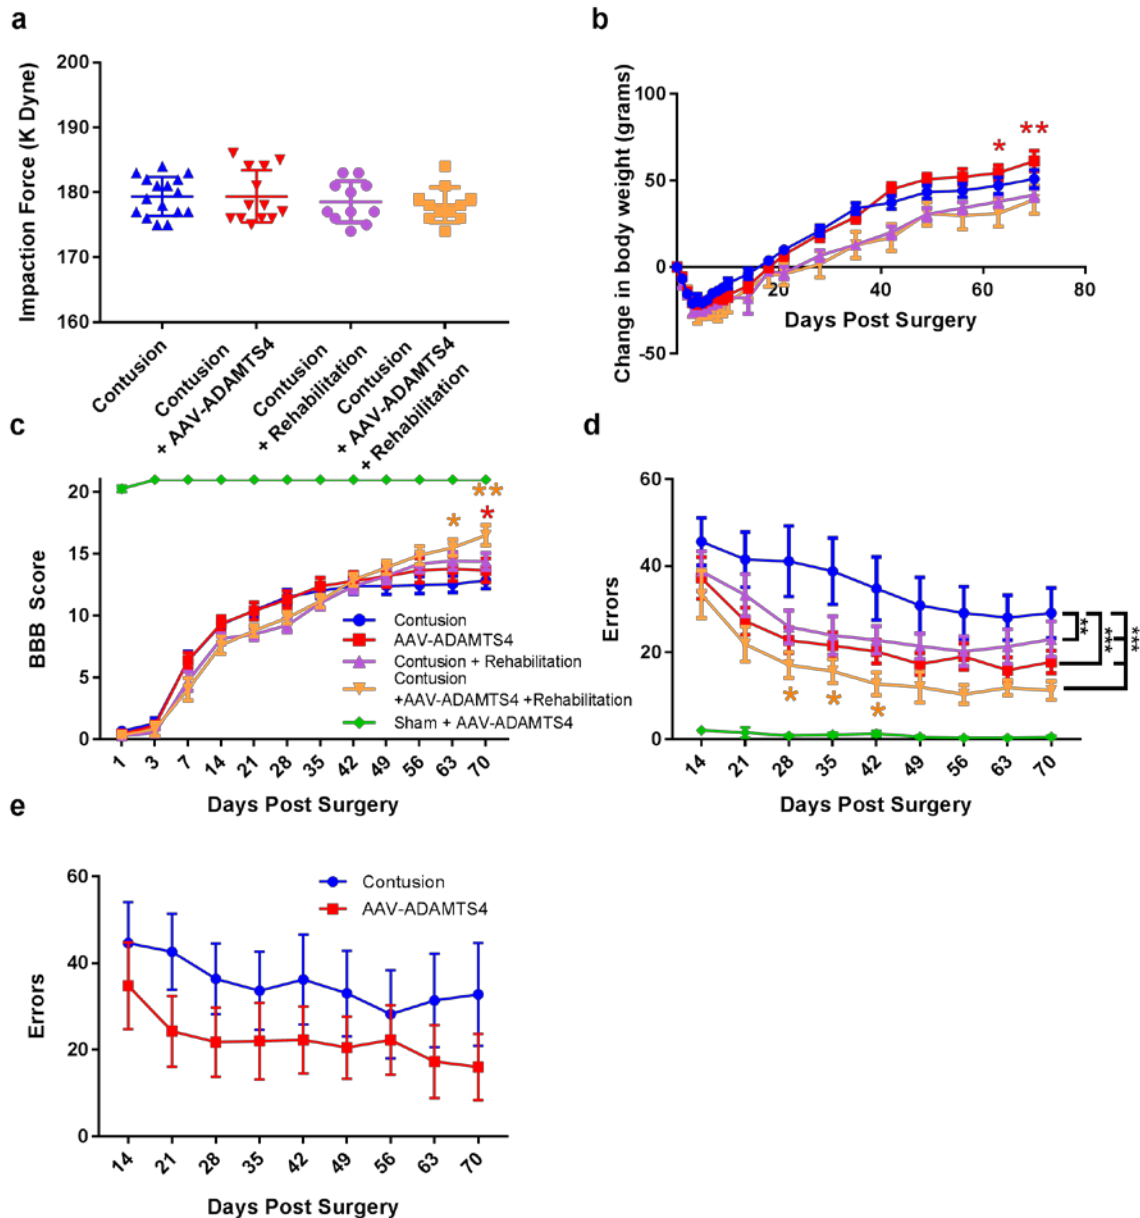 a
200
190
180
170
160
Impaction Force (K Dyne)
Contusion
Contusion
+ AAV-ADAMTS4
Contusion
+ Rehabilitation
Contusion
+ AAV-ADAMTS4
+ Rehabilitation
b
100
50
0
-50
Change in body weight (grams)
* **
20 40 60 80
Days Post Surgery
c
20
15
10
5
0
BBB Score
**
* *
Contusion
AAV-ADAMTS4
Contusion + Rehabilitation
Contusion
+AAV-ADAMTS4 +Rehabilitation
Sham + AAV-ADAMTS4
1 3 7 14 21 28 35 42 49 56 63 70
Days Post Surgery
d
60
40
20
0
Errors
* * *
**
***
***
14 21 28 35 42 49 56 63 70
Days Post Surgery
e
60
40
20
0
Errors
Contusion
AAV-ADAMTS4
14 21 28 35 42 49 56 63 70
Days Post Surgery